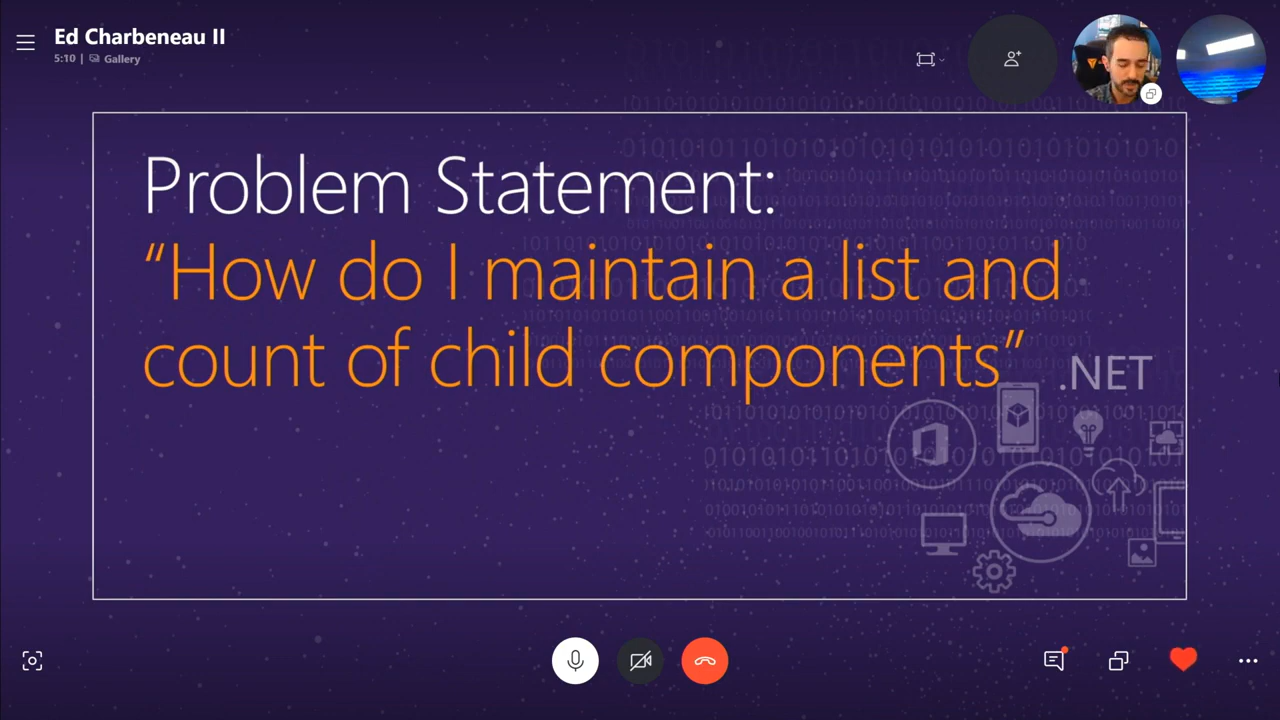 Ed Charbeneau II
5:10 | Gallery
Problem Statement:
“How do I maintain a list and
count of child components”
.NET